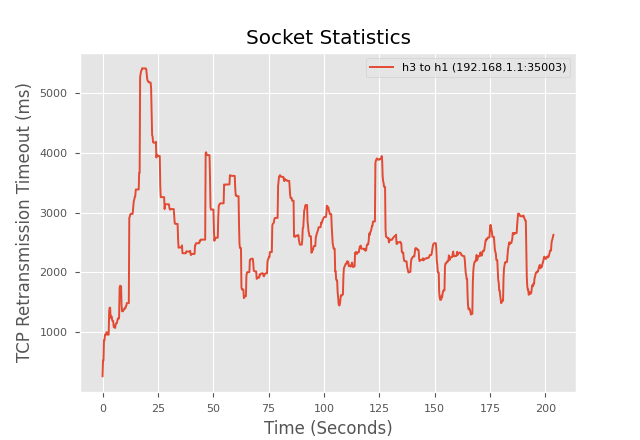 Socket Statistics
h3 to h1 (192.168.1.1:35003)
TCP Retransmission Timeout (ms)
5000
4000
3000
2000
1000
0 25 50 75 100 125 150 175 200
Time (Seconds)